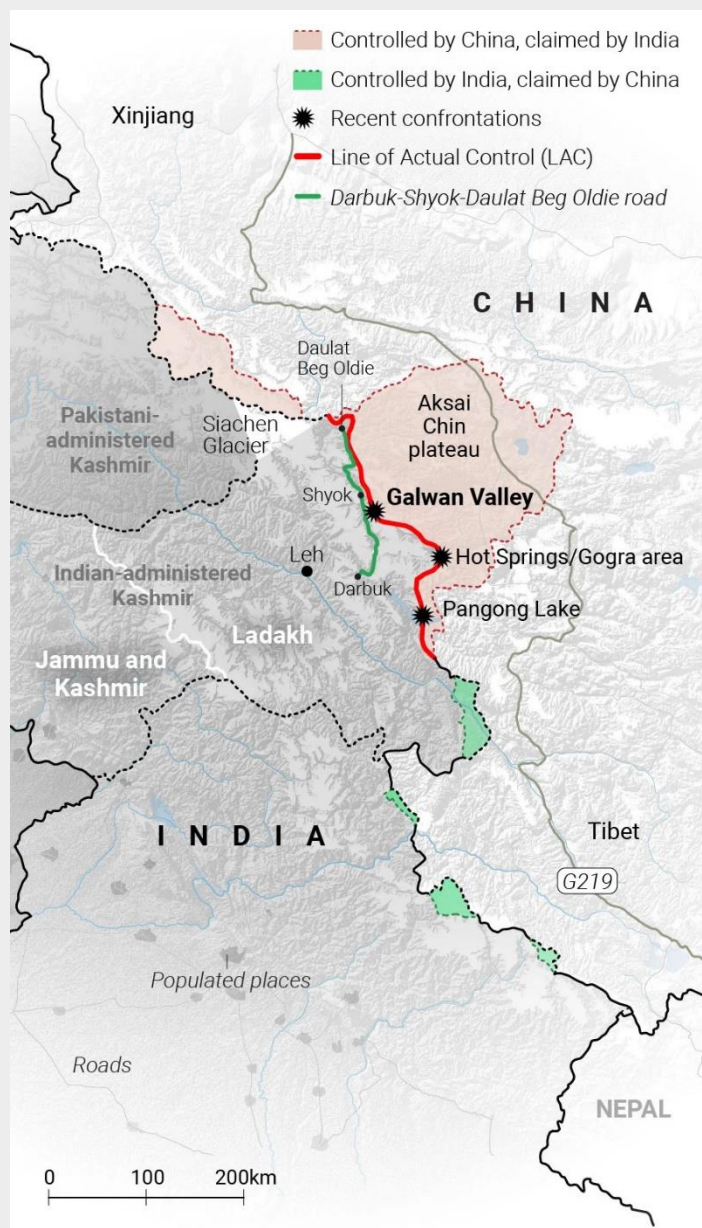 Controlled by China, claimed by India
Controlled by India, claimed by China
Recent confrontations
Line of Actual Control (LAC)
Darbuk-Shyok-Daulat Beg Oldie road
Xinjiang
CHINA
Daulat
Beg Oldie
Aksai
Chin
plateau
Pakistani-
administered
Kashmir
Siachen
Glacier
Shyok
Galwan Valley
Leh
Hot Springs/Gogra area
Indian-administered
Kashmir
Darbuk
Pangong Lake
Ladakh
Jammu and
Kashmir
INDIA
Tibet
G219
Populated places
Roads
NEPAL
0 100 200km